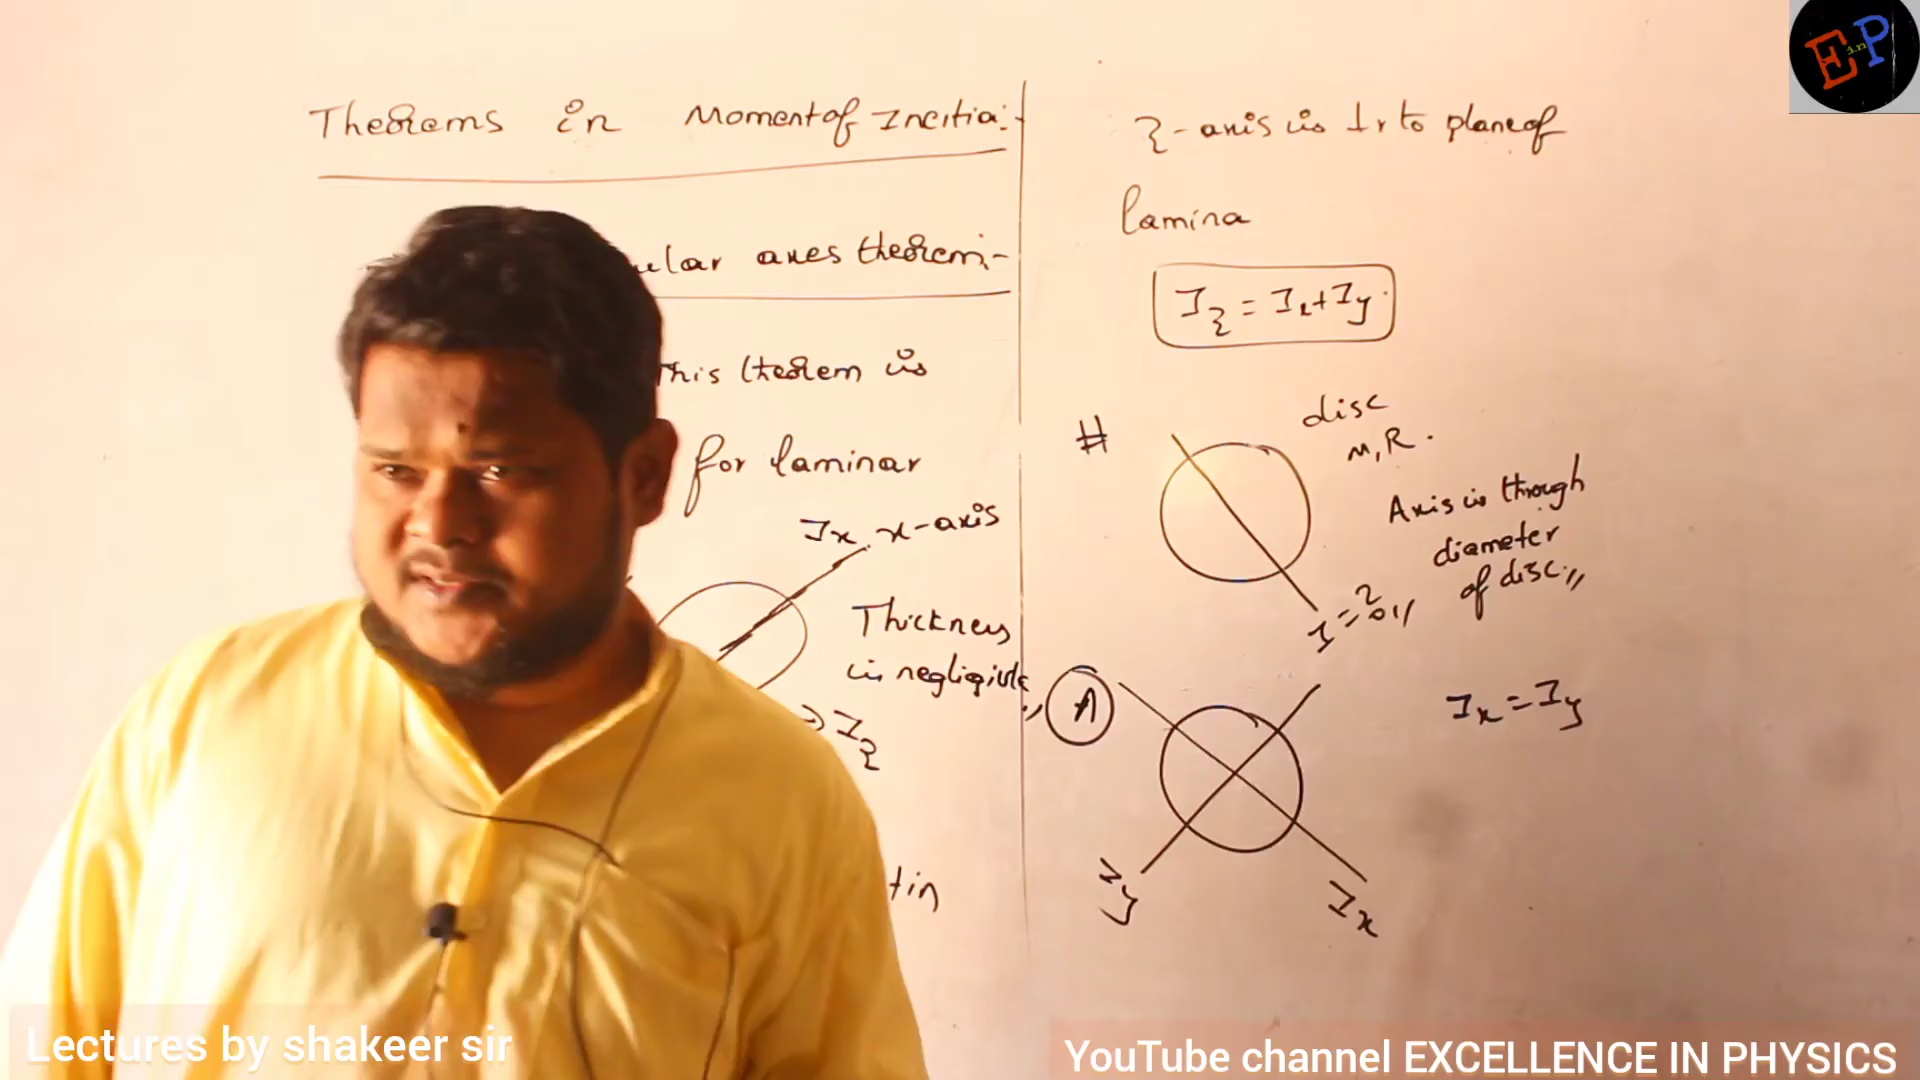 Theorems in Moment of Inertia:-
ular axes theorem:-
This theorem is
for laminar
Ix x-axis
Thickness
is negligible,,
⇒ Iz
tin
z-axis is ⊥r to plane of
lamina
Iz = Ix+Iy
# disc
M,R.
Axis is through
diameter
of disc,,
I = ?
A
Ix = Iy
Iy
Ix
E in P
Lectures by shakeer sir
YouTube channel EXCELLENCE IN PHYSICS